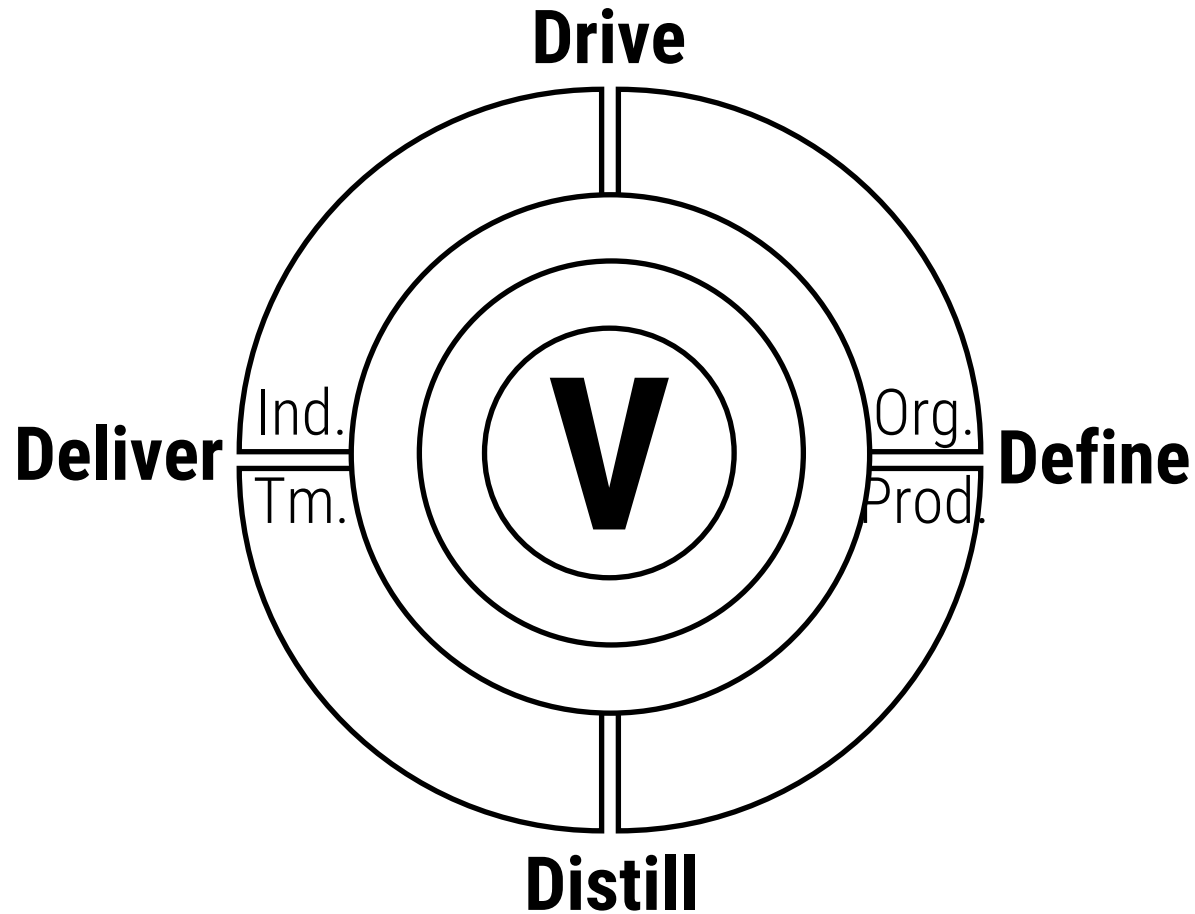 Drive
Ind.
Org.
Deliver
V
Define
Tm.
Prod.
Distill